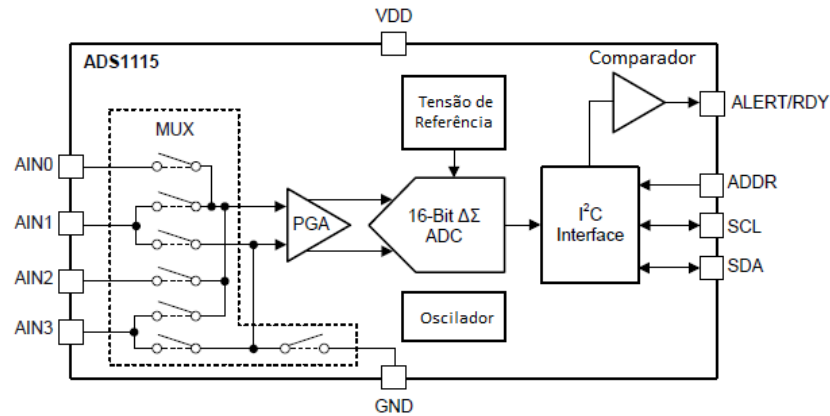 VDD
ADS1115
Comparador
ALERT/RDY
Tensão de
Referência
MUX
AIN0
ADDR
AIN1
PGA
16-Bit ΔΣ
ADC
I²C
Interface
SCL
AIN2
SDA
AIN3
Oscilador
GND